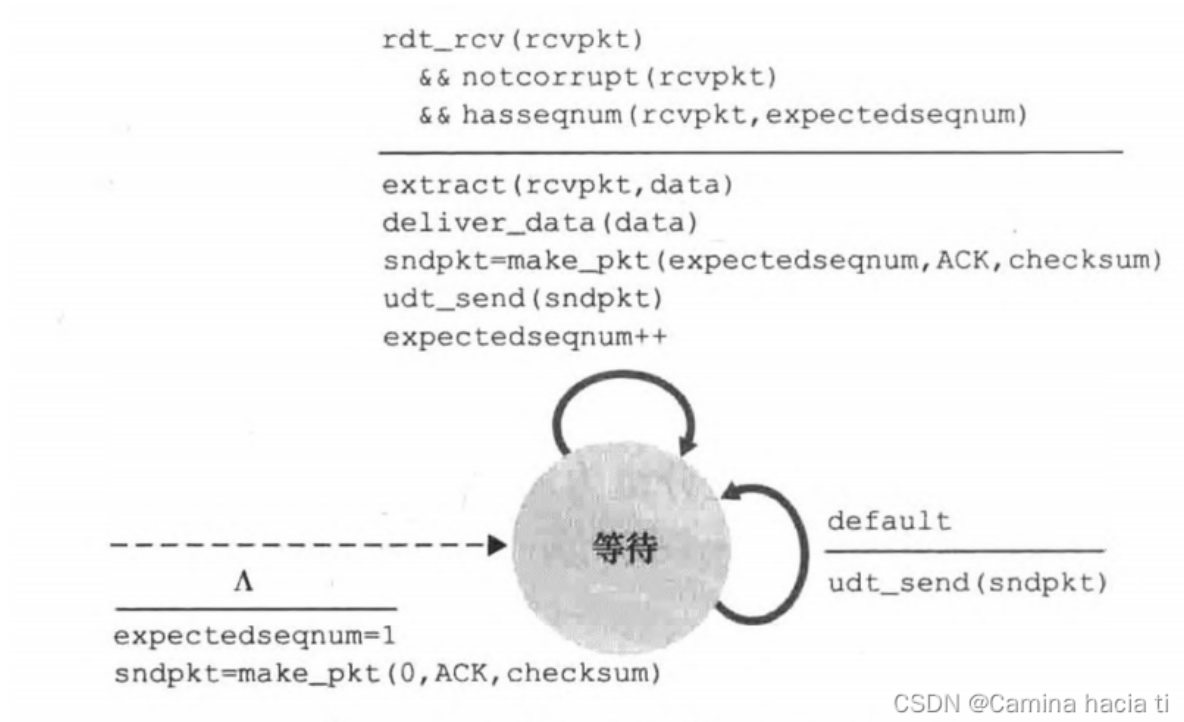 rdt_rcv(rcvpkt)
&& notcorrupt(rcvpkt)
&& hasseqnum(rcvpkt,expectedseqnum)
extract(rcvpkt,data)
deliver_data(data)
sndpkt=make_pkt(expectedseqnum,ACK,checksum)
udt_send(sndpkt)
expectedseqnum++
等待
default
udt_send(sndpkt)
Λ
expectedseqnum=1
sndpkt=make_pkt(0,ACK,checksum)
CSDN @Camina hacia ti